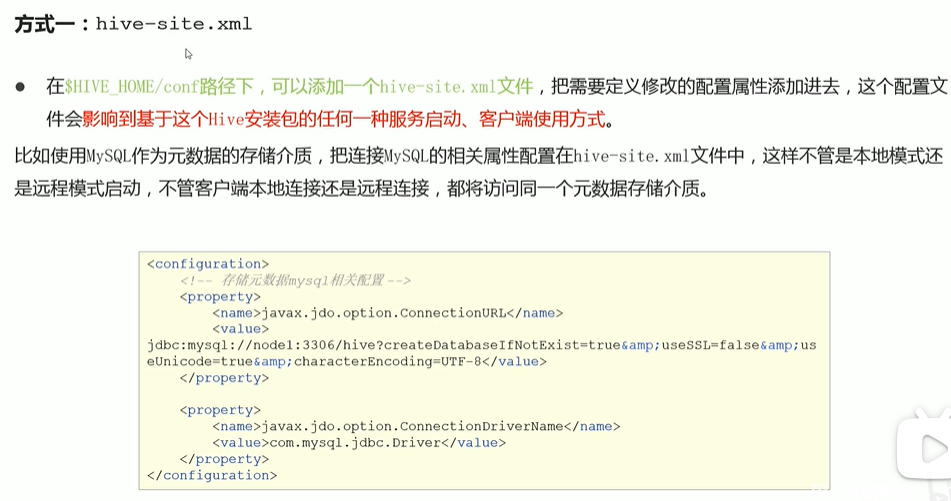 方式一：hive-site.xml
● 在$HIVE_HOME/conf路径下，可以添加一个hive-site.xml文件，把需要定义修改的配置属性添加进去，这个配置文
件会影响到基于这个Hive安装包的任何一种服务启动、客户端使用方式。
比如使用MySQL作为元数据的存储介质，把连接MySQL的相关属性配置在hive-site.xml文件中，这样不管是本地模式还
是远程模式启动，不管客户端本地连接还是远程连接，都将访问同一个元数据存储介质。
<configuration>
<!-- 存储元数据mysql相关配置 -->
<property>
<name>javax.jdo.option.ConnectionURL</name>
<value>
jdbc:mysql://node1:3306/hive?createDatabaseIfNotExist=true&amp;useSSL=false&amp;us
eUnicode=true&amp;characterEncoding=UTF-8</value>
</property>
<property>
<name>javax.jdo.option.ConnectionDriverName</name>
<value>com.mysql.jdbc.Driver</value>
</property>
</configuration>